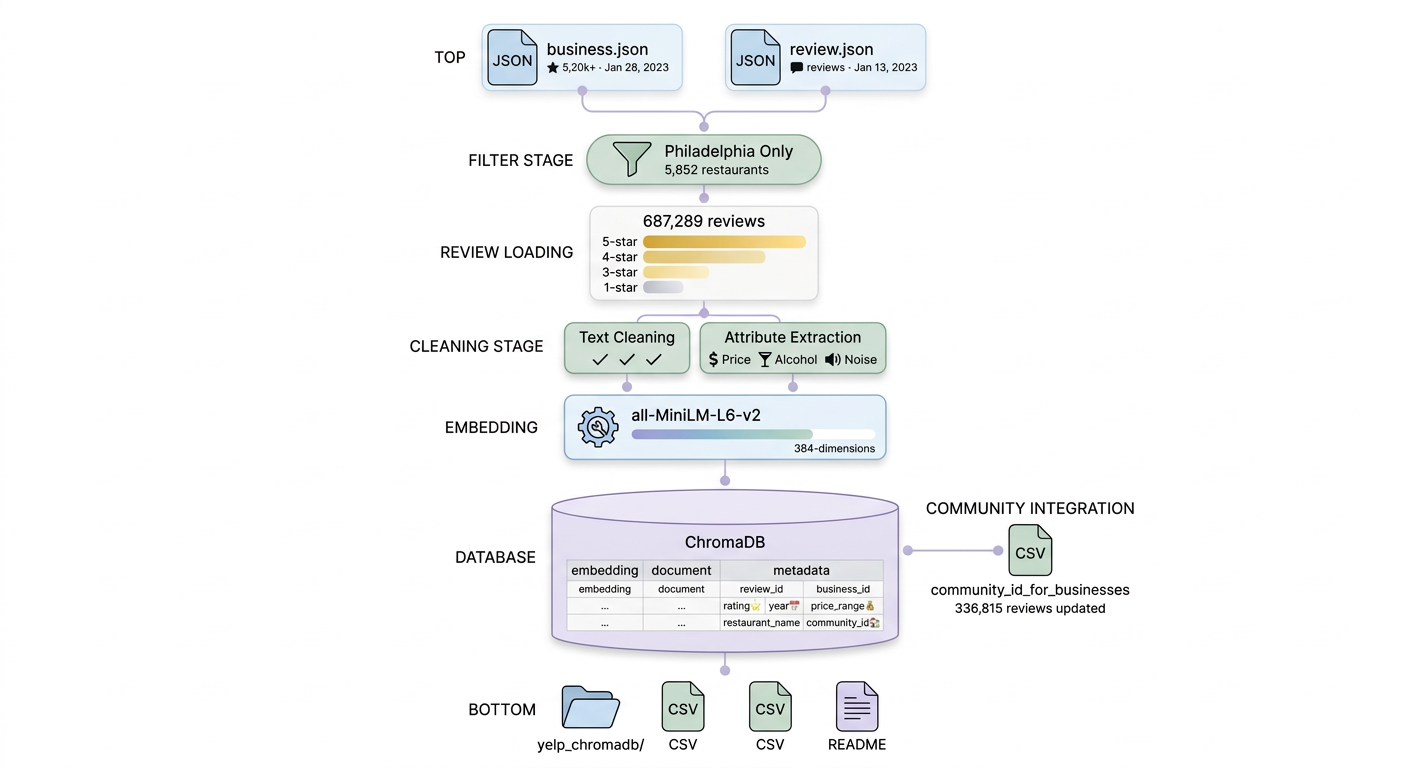 TOP
JSON
business.json
5,20k+ · Jan 28, 2023
JSON
review.json
reviews · Jan 13, 2023
FILTER STAGE
Philadelphia Only
5,852 restaurants
REVIEW LOADING
687,289 reviews
5-star
4-star
3-star
1-star
CLEANING STAGE
Text Cleaning
Attribute Extraction
$ Price Alcohol Noise
EMBEDDING
all-MiniLM-L6-v2
384-dimensions
DATABASE
ChromaDB
embedding document metadata
embedding document review_id business_id
... ... rating year price_range
... ... restaurant_name community_id
COMMUNITY INTEGRATION
CSV
community_id_for_businesses
336,815 reviews updated
BOTTOM
yelp_chromadb/
CSV
CSV
CSV
CSV
README